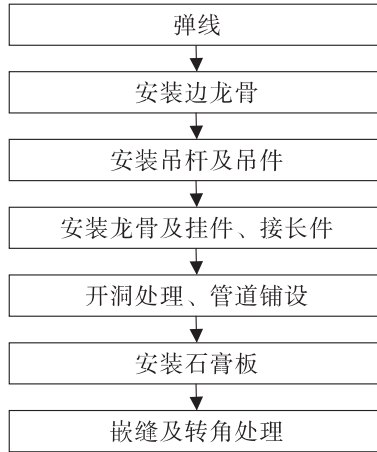 弹线
安装边龙骨
安装吊杆及吊件
安装龙骨及挂件、接长件
开洞处理、管道铺设
安装石膏板
嵌缝及转角处理